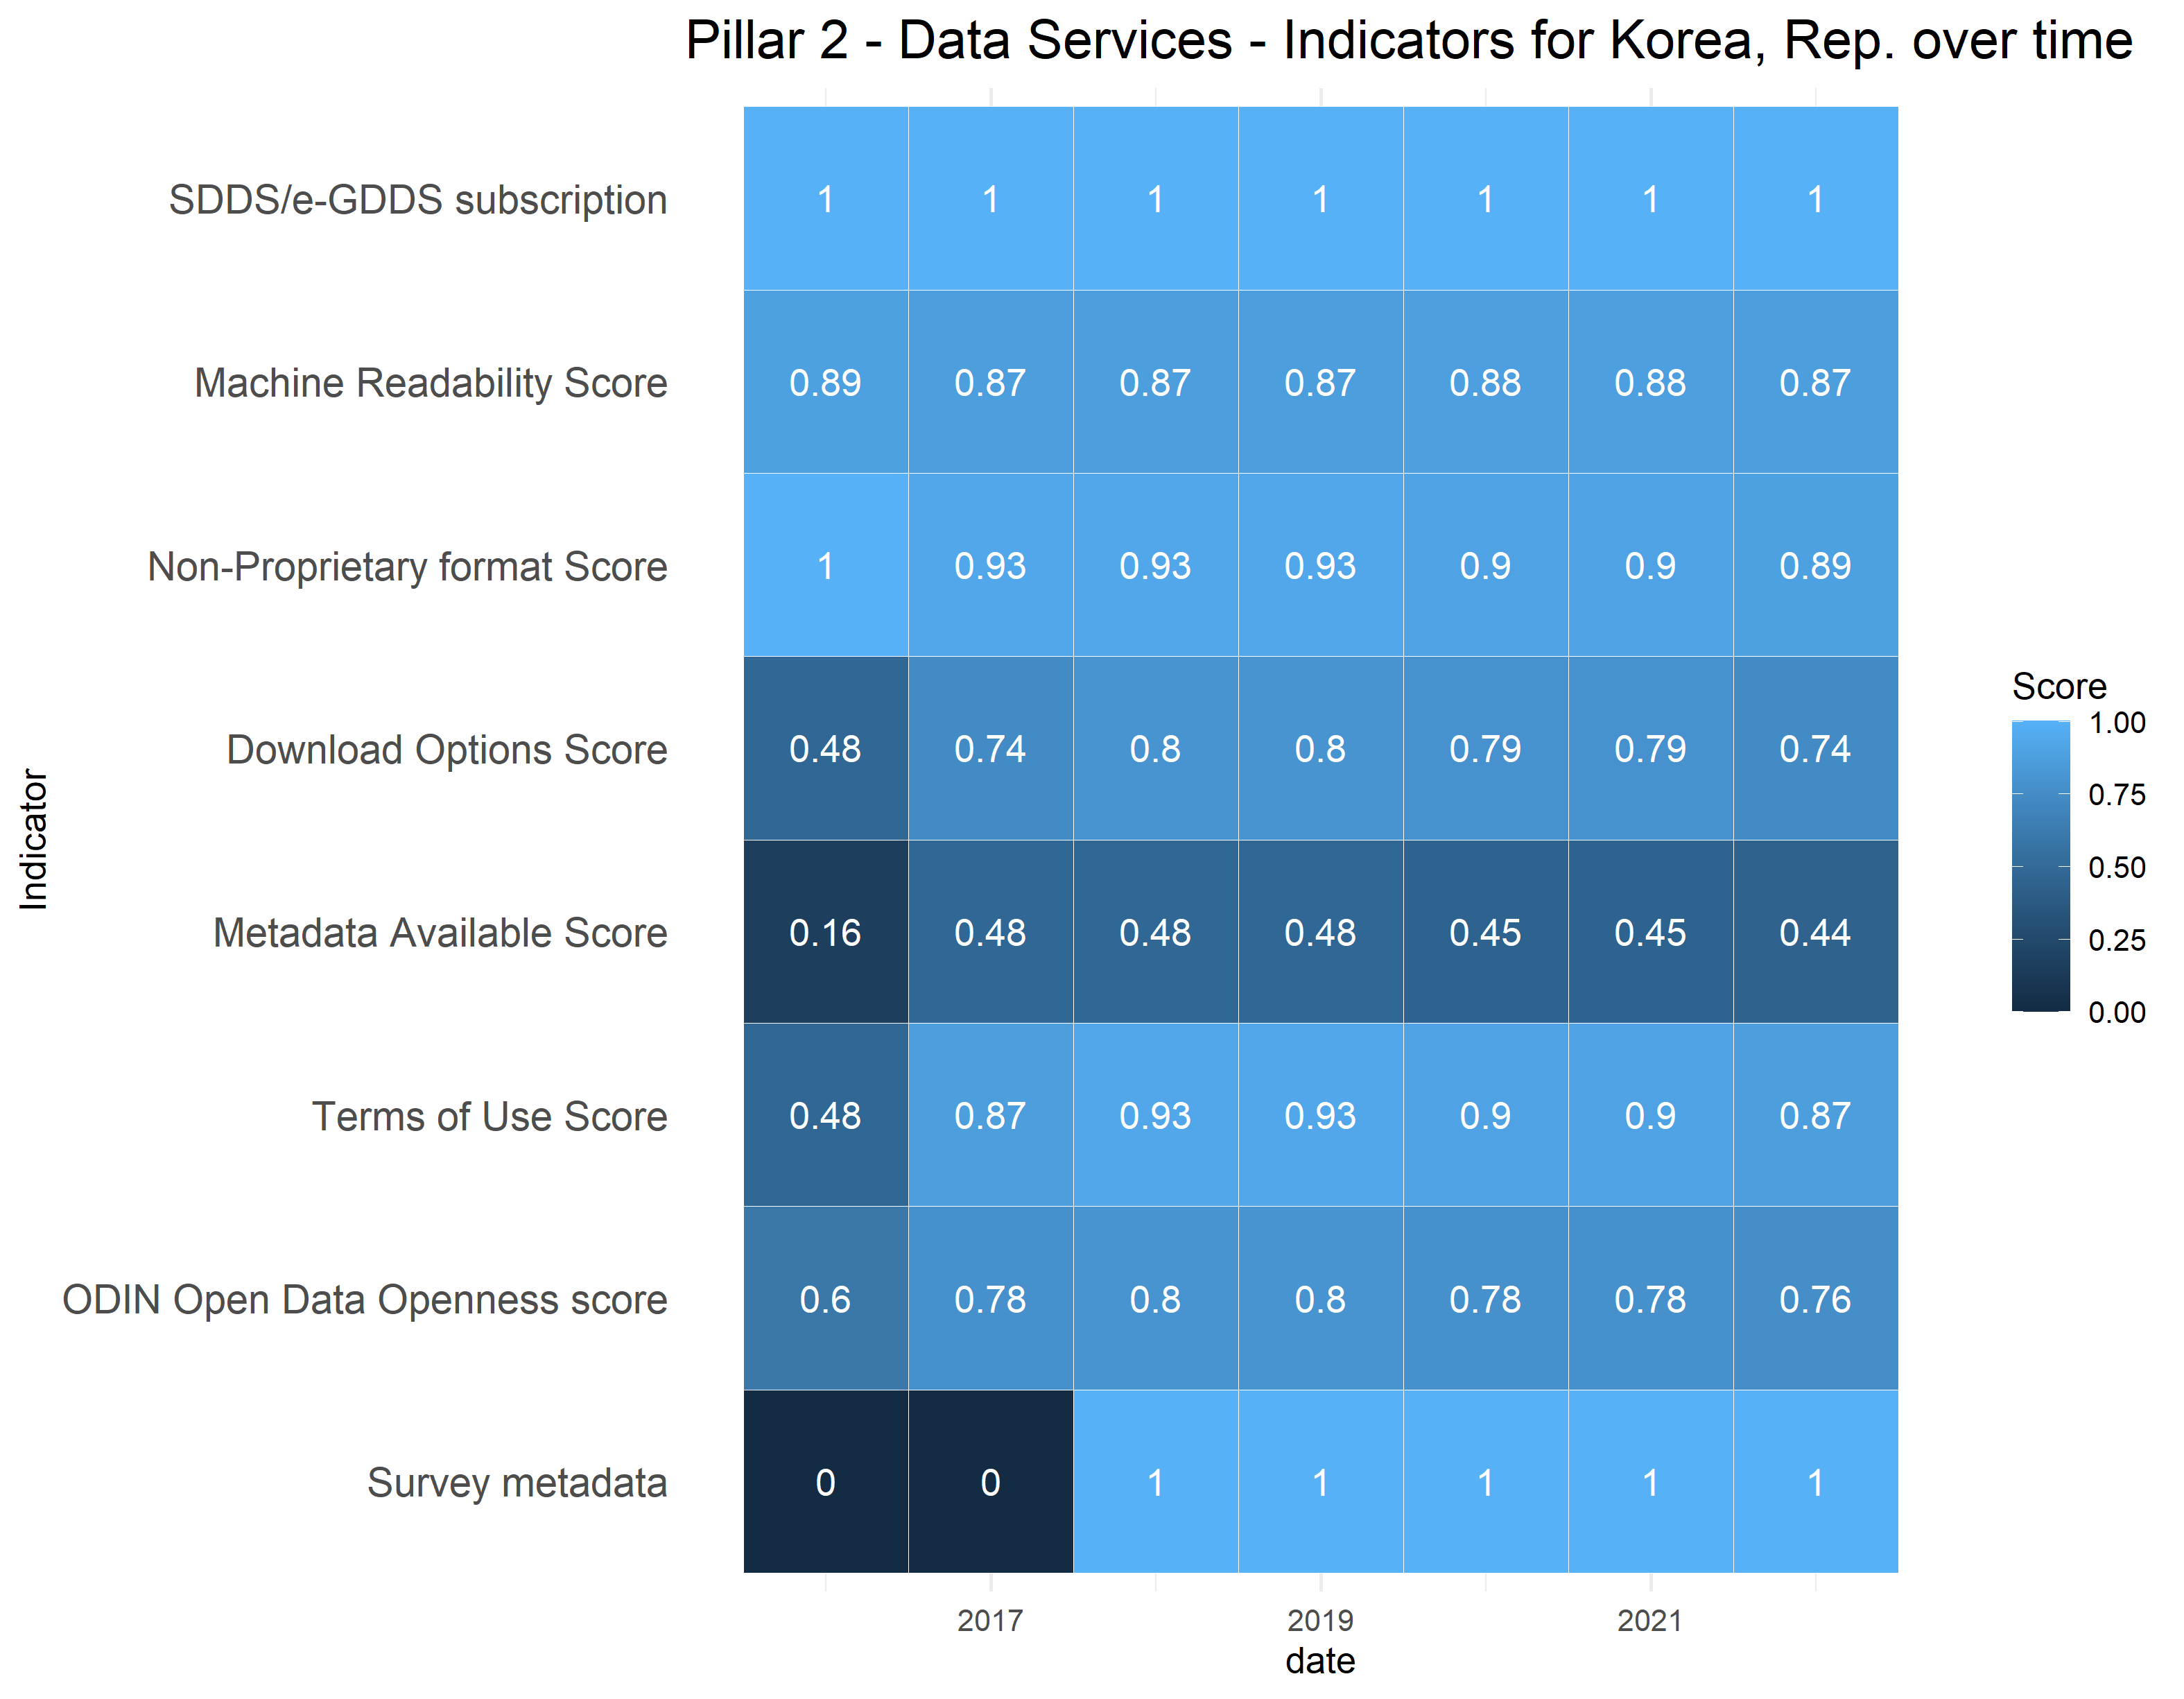 Pillar 2 - Data Services - Indicators for Korea, Rep. over time
SDDS/e-GDDS subscription 1 1 1 1 1 1 1
Machine Readability Score 0.89 0.87 0.87 0.87 0.88 0.88 0.87
Non-Proprietary format Score 1 0.93 0.93 0.93 0.9 0.9 0.89
Download Options Score 0.48 0.74 0.8 0.8 0.79 0.79 0.74
Metadata Available Score 0.16 0.48 0.48 0.48 0.45 0.45 0.44
Terms of Use Score 0.48 0.87 0.93 0.93 0.9 0.9 0.87
ODIN Open Data Openness score 0.6 0.78 0.8 0.8 0.78 0.78 0.76
Survey metadata 0 0 1 1 1 1 1
2017 2019 2021
date
Indicator
Score
1.00
0.75
0.50
0.25
0.00